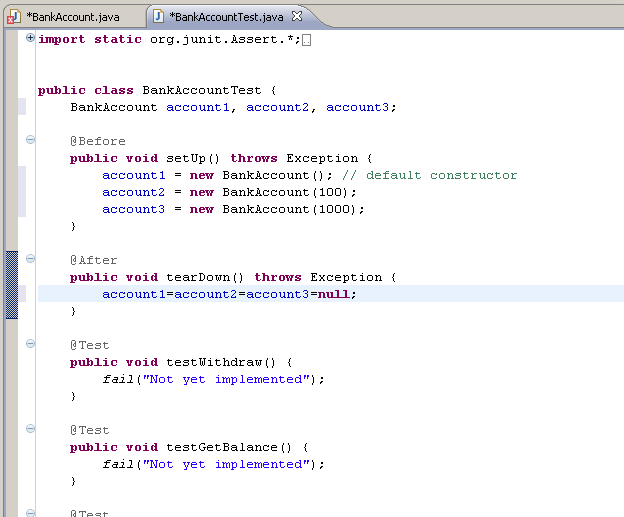 *BankAccount.java *BankAccountTest.java
import static org.junit.Assert.*;
public class BankAccountTest {
BankAccount account1, account2, account3;
@Before
public void setUp() throws Exception {
account1 = new BankAccount(); // default constructor
account2 = new BankAccount(100);
account3 = new BankAccount(1000);
}
@After
public void tearDown() throws Exception {
account1=account2=account3=null;
}
@Test
public void testWithdraw() {
fail("Not yet implemented");
}
@Test
public void testGetBalance() {
fail("Not yet implemented");
}
@Test